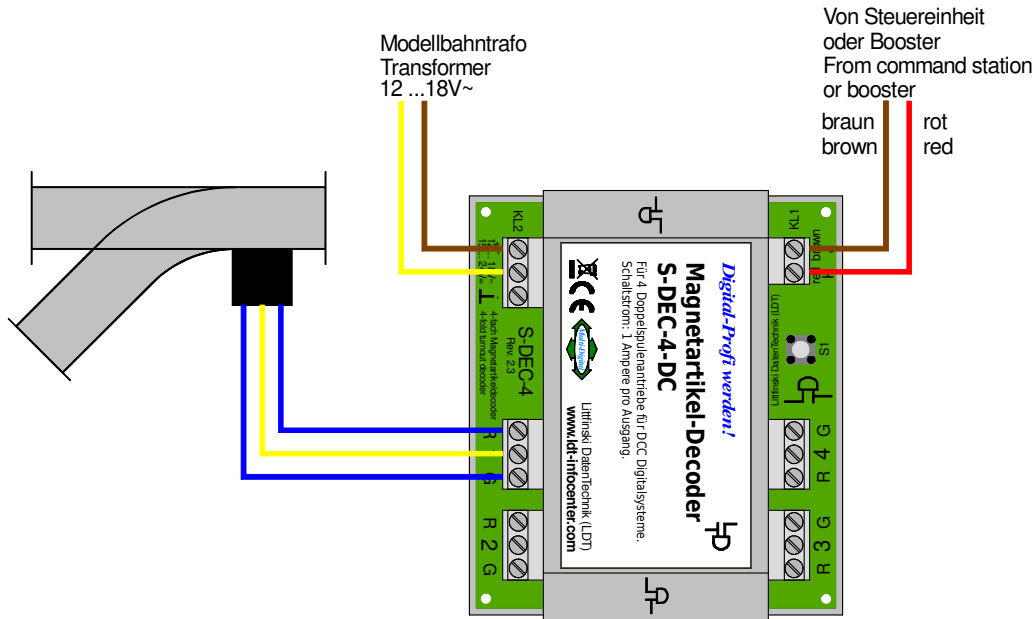 Modellbahntrafo
Transformer
12 ...18V~
Von Steuereinheit
oder Booster
From command station
or booster
braun
brown
rot
red
KL2
S-DEC-4
Rev. 2.3
4-fach Magnetartikeldecoder
4-fold turnout decoder
R
G
R 2 G
Digital-Profi werden!
Magnetartikel-Decoder
S-DEC-4-DC
Für 4 Doppelspulenantriebe für DCC Digitalsysteme.
Schaltstrom: 1 Ampere pro Ausgang.
CE
Multi-Digital
Littfinski DatenTechnik (LDT)
www.ldt-infocenter.com
KL1
red brown
Littfinski DatenTechnik (LDT)
S1
R 4 G
R 3 G